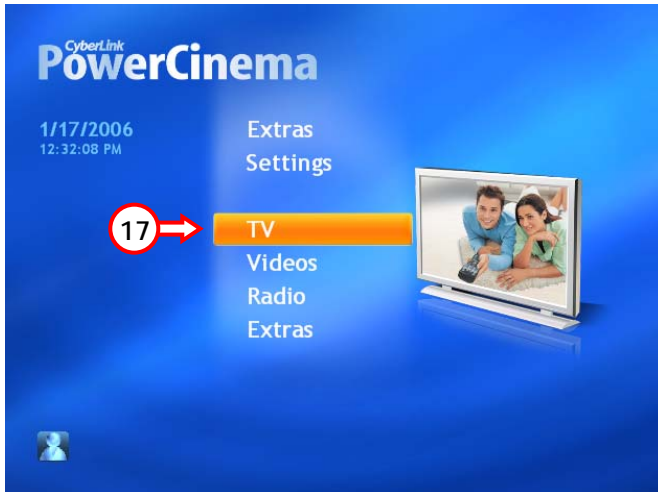 CyberLink
PowerCinema
1/17/2006
12:32:08 PM
Extras
Settings
17
TV
Videos
Radio
Extras